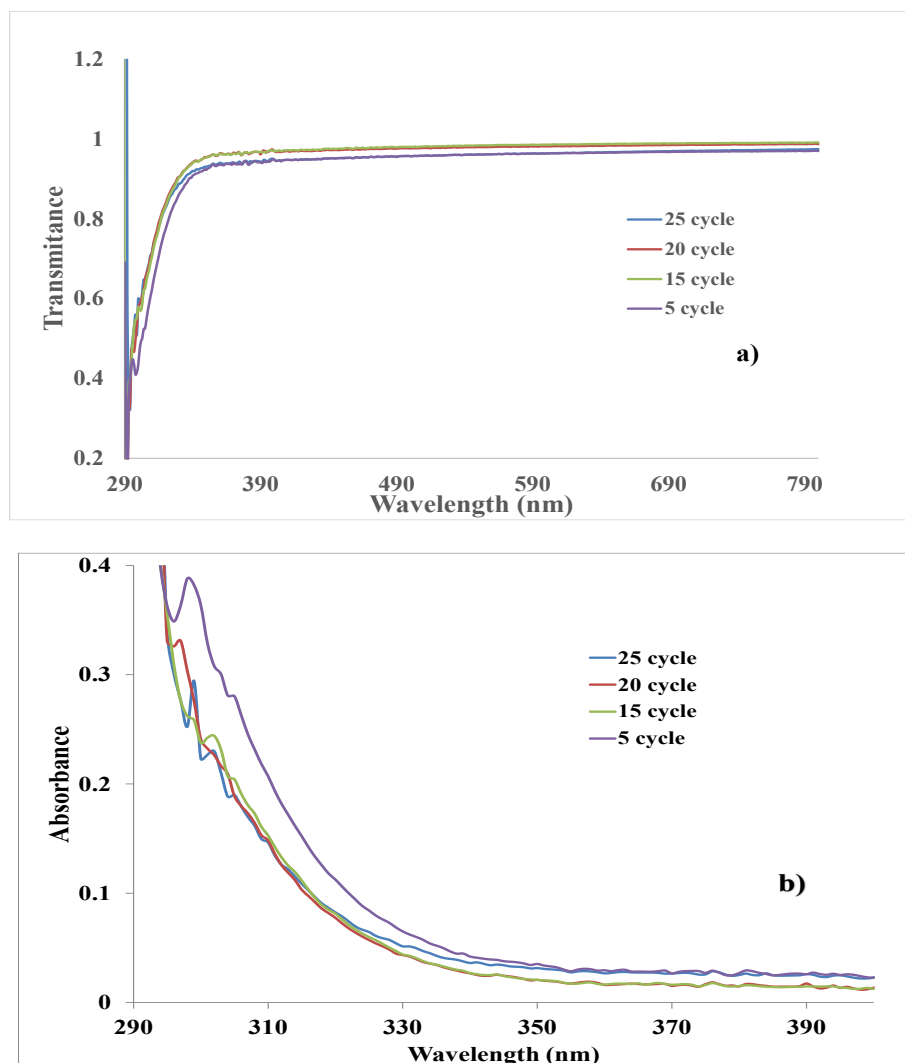 1.2
1
0.8
0.6
0.4
0.2
Transmitance
25 cycle
20 cycle
15 cycle
5 cycle
a)
290 390 490 590 690 790
Wavelength (nm)
0.4
0.3
0.2
0.1
0
Absorbance
25 cycle
20 cycle
15 cycle
5 cycle
b)
290 310 330 350 370 390
Wavelength (nm)